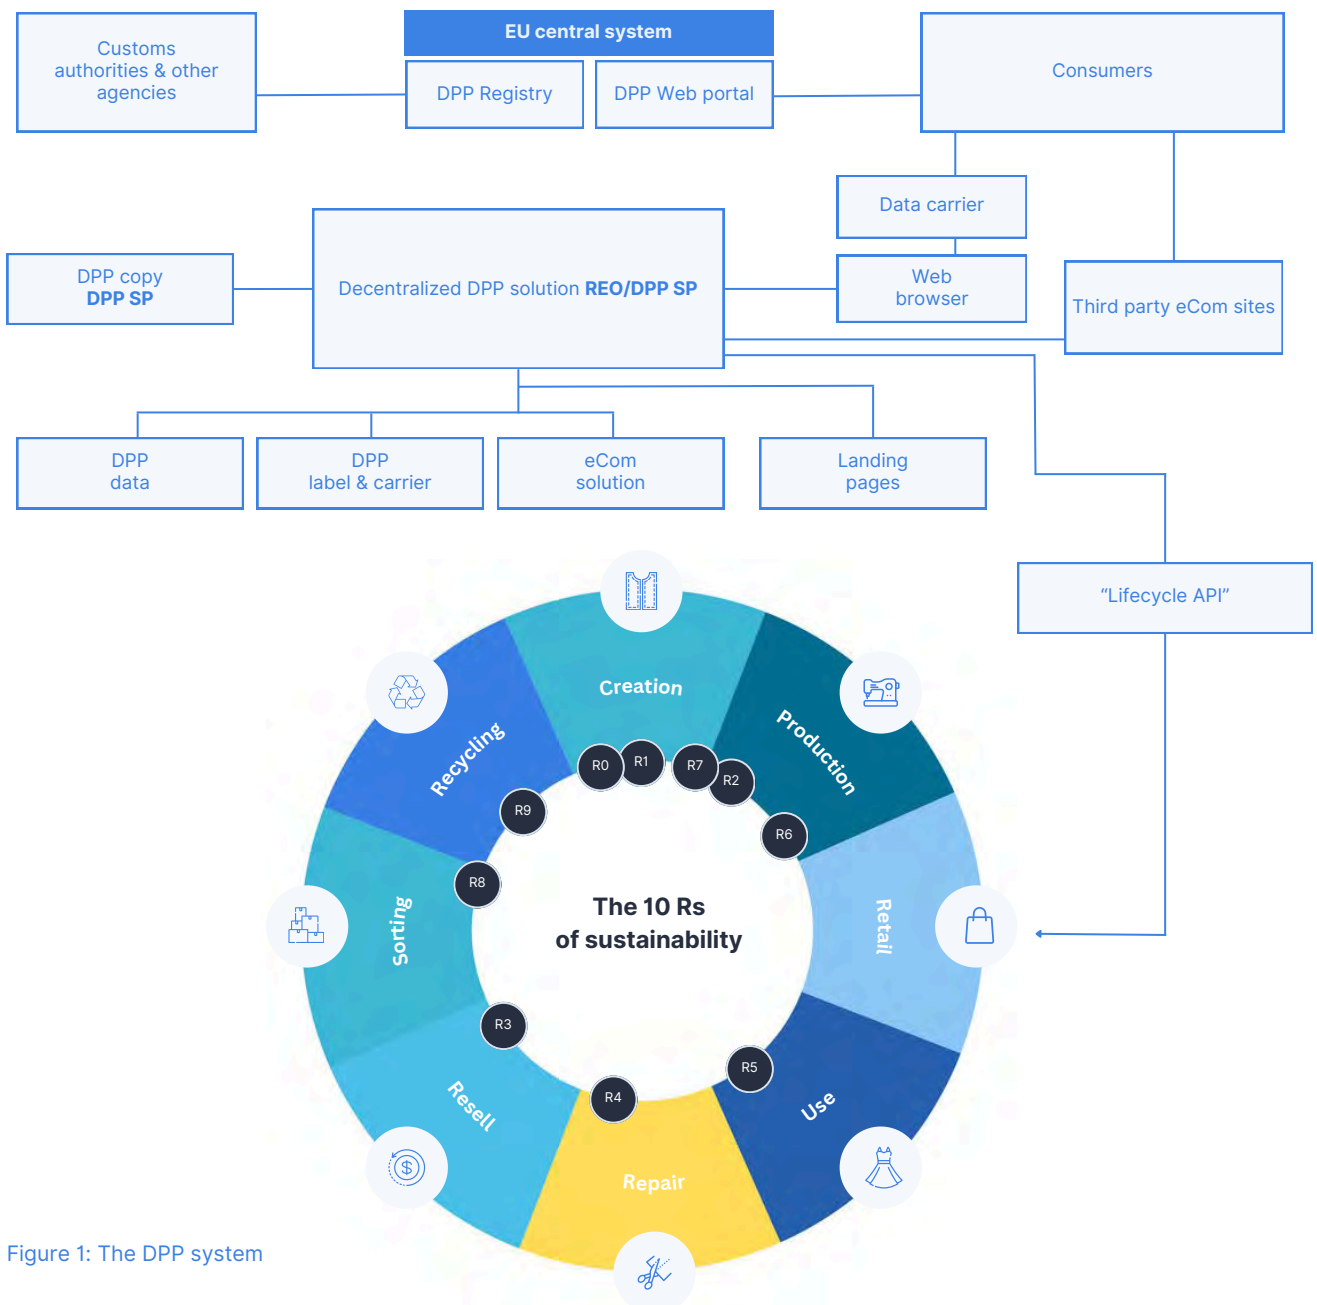 Customs
authorities & other
agencies
EU central system
DPP Registry
DPP Web portal
Consumers
Data carrier
DPP copy
DPP SP
Decentralized DPP solution REO/DPP SP
Web
browser
Third party eCom sites
DPP
data
DPP
label & carrier
eCom
solution
Landing
pages
“Lifecycle API”
Creation
Production
Recycling
R0
R1
R7
R2
R9
R6
R8
The 10 Rs
of sustainability
Sorting
Retail
R3
R5
R4
Resell
Use
Repair
$
Figure 1: The DPP system